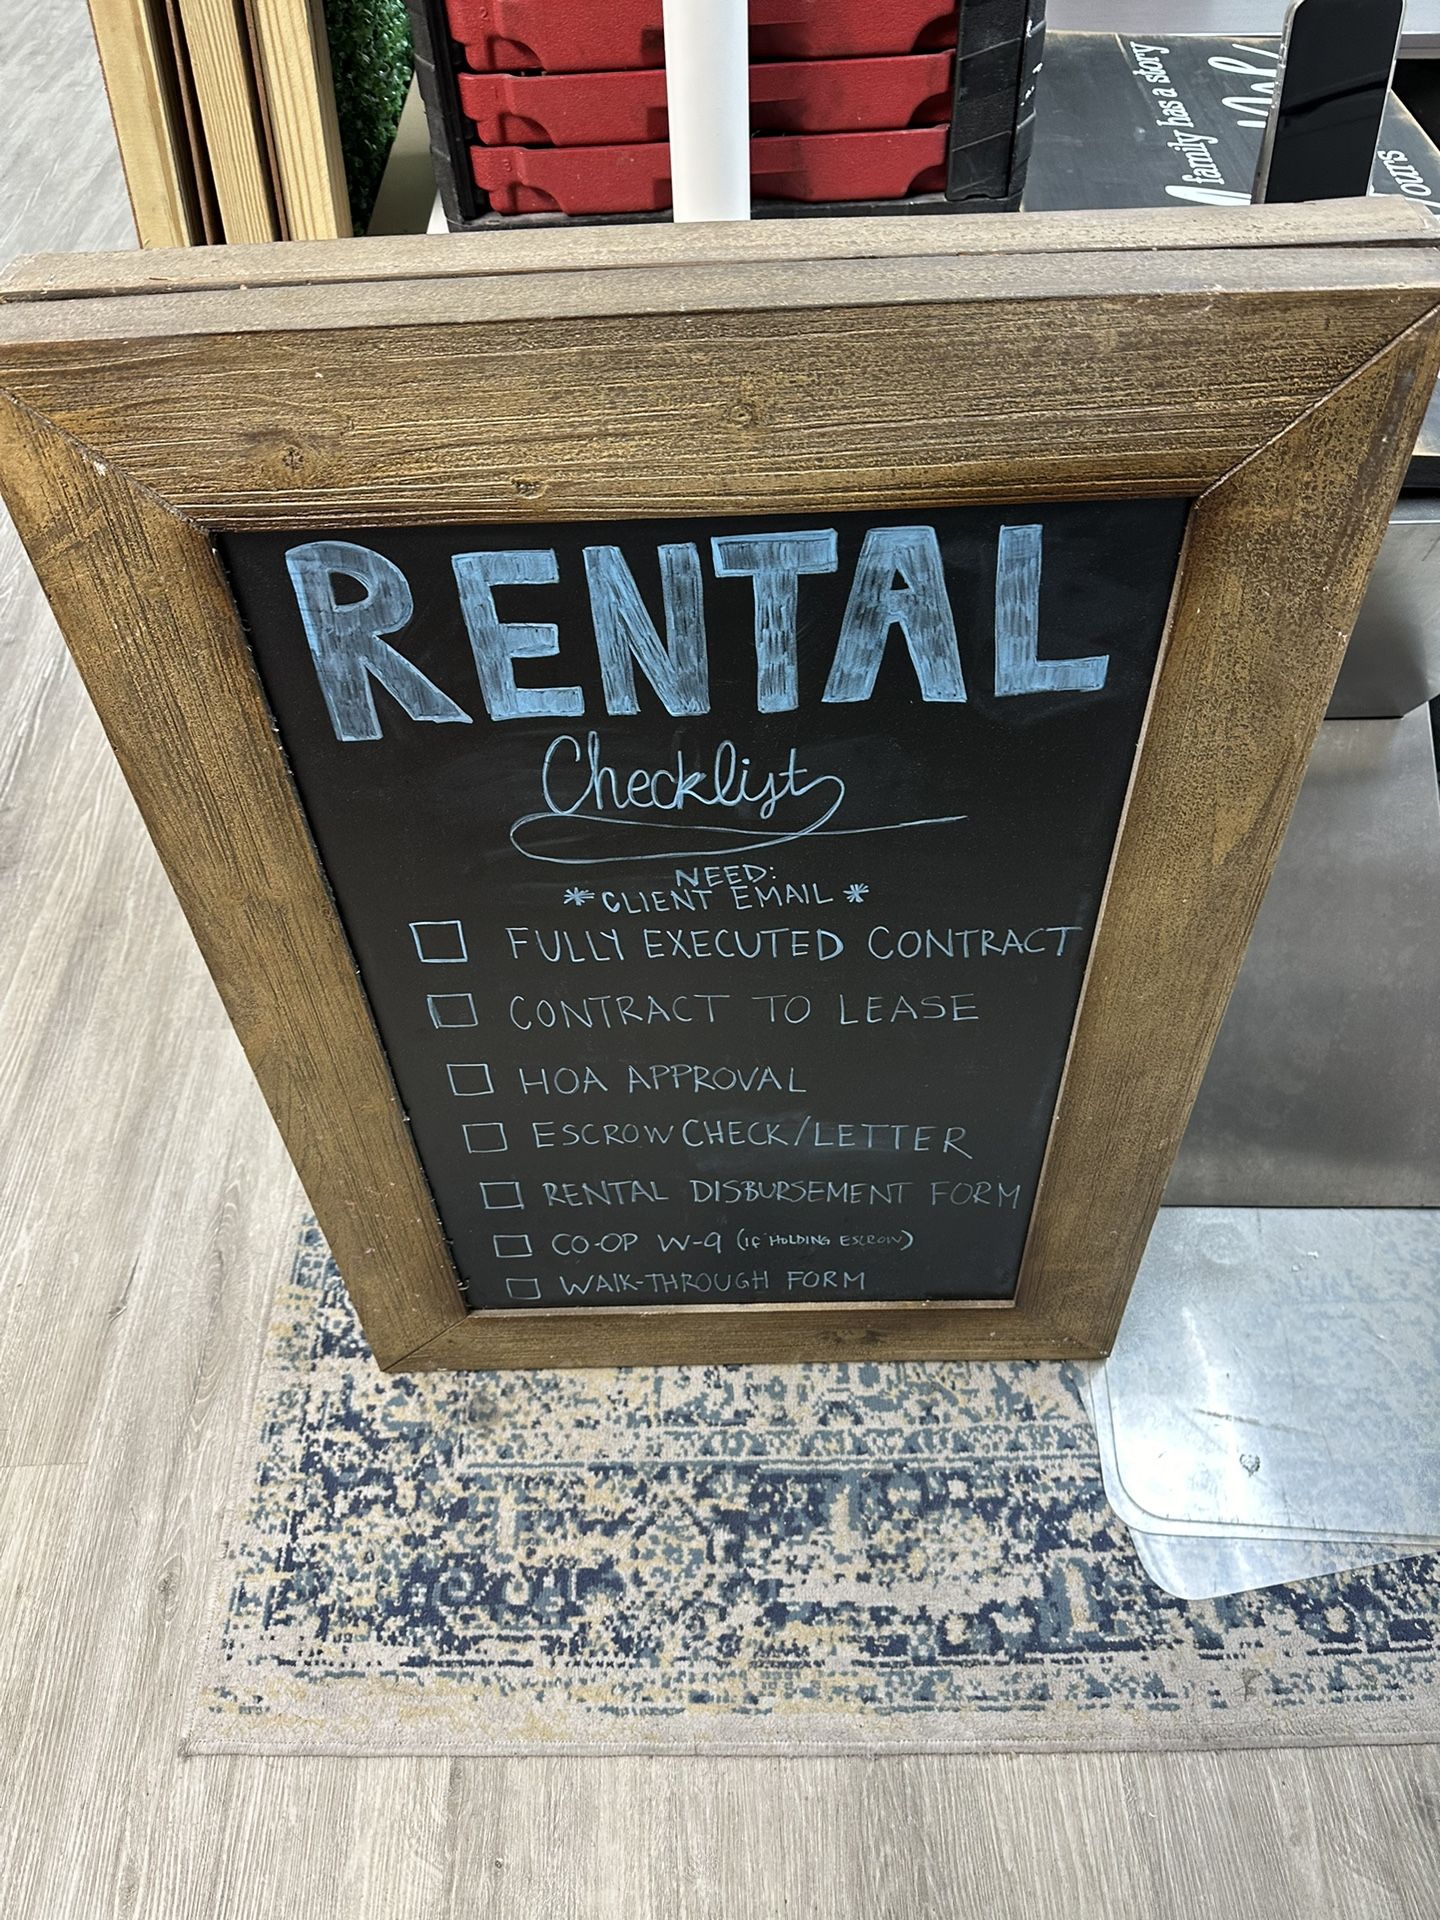 family has a story
ours
RENTAL
Checklist
NEED:
*CLIENT EMAIL*
FULLY EXECUTED CONTRACT
CONTRACT TO LEASE
HOA APPROVAL
ESCROW CHECK/LETTER
RENTAL DISBURSEMENT FORM
CO-OP W-9 (IF HOLDING ESCROW)
WALK-THROUGH FORM